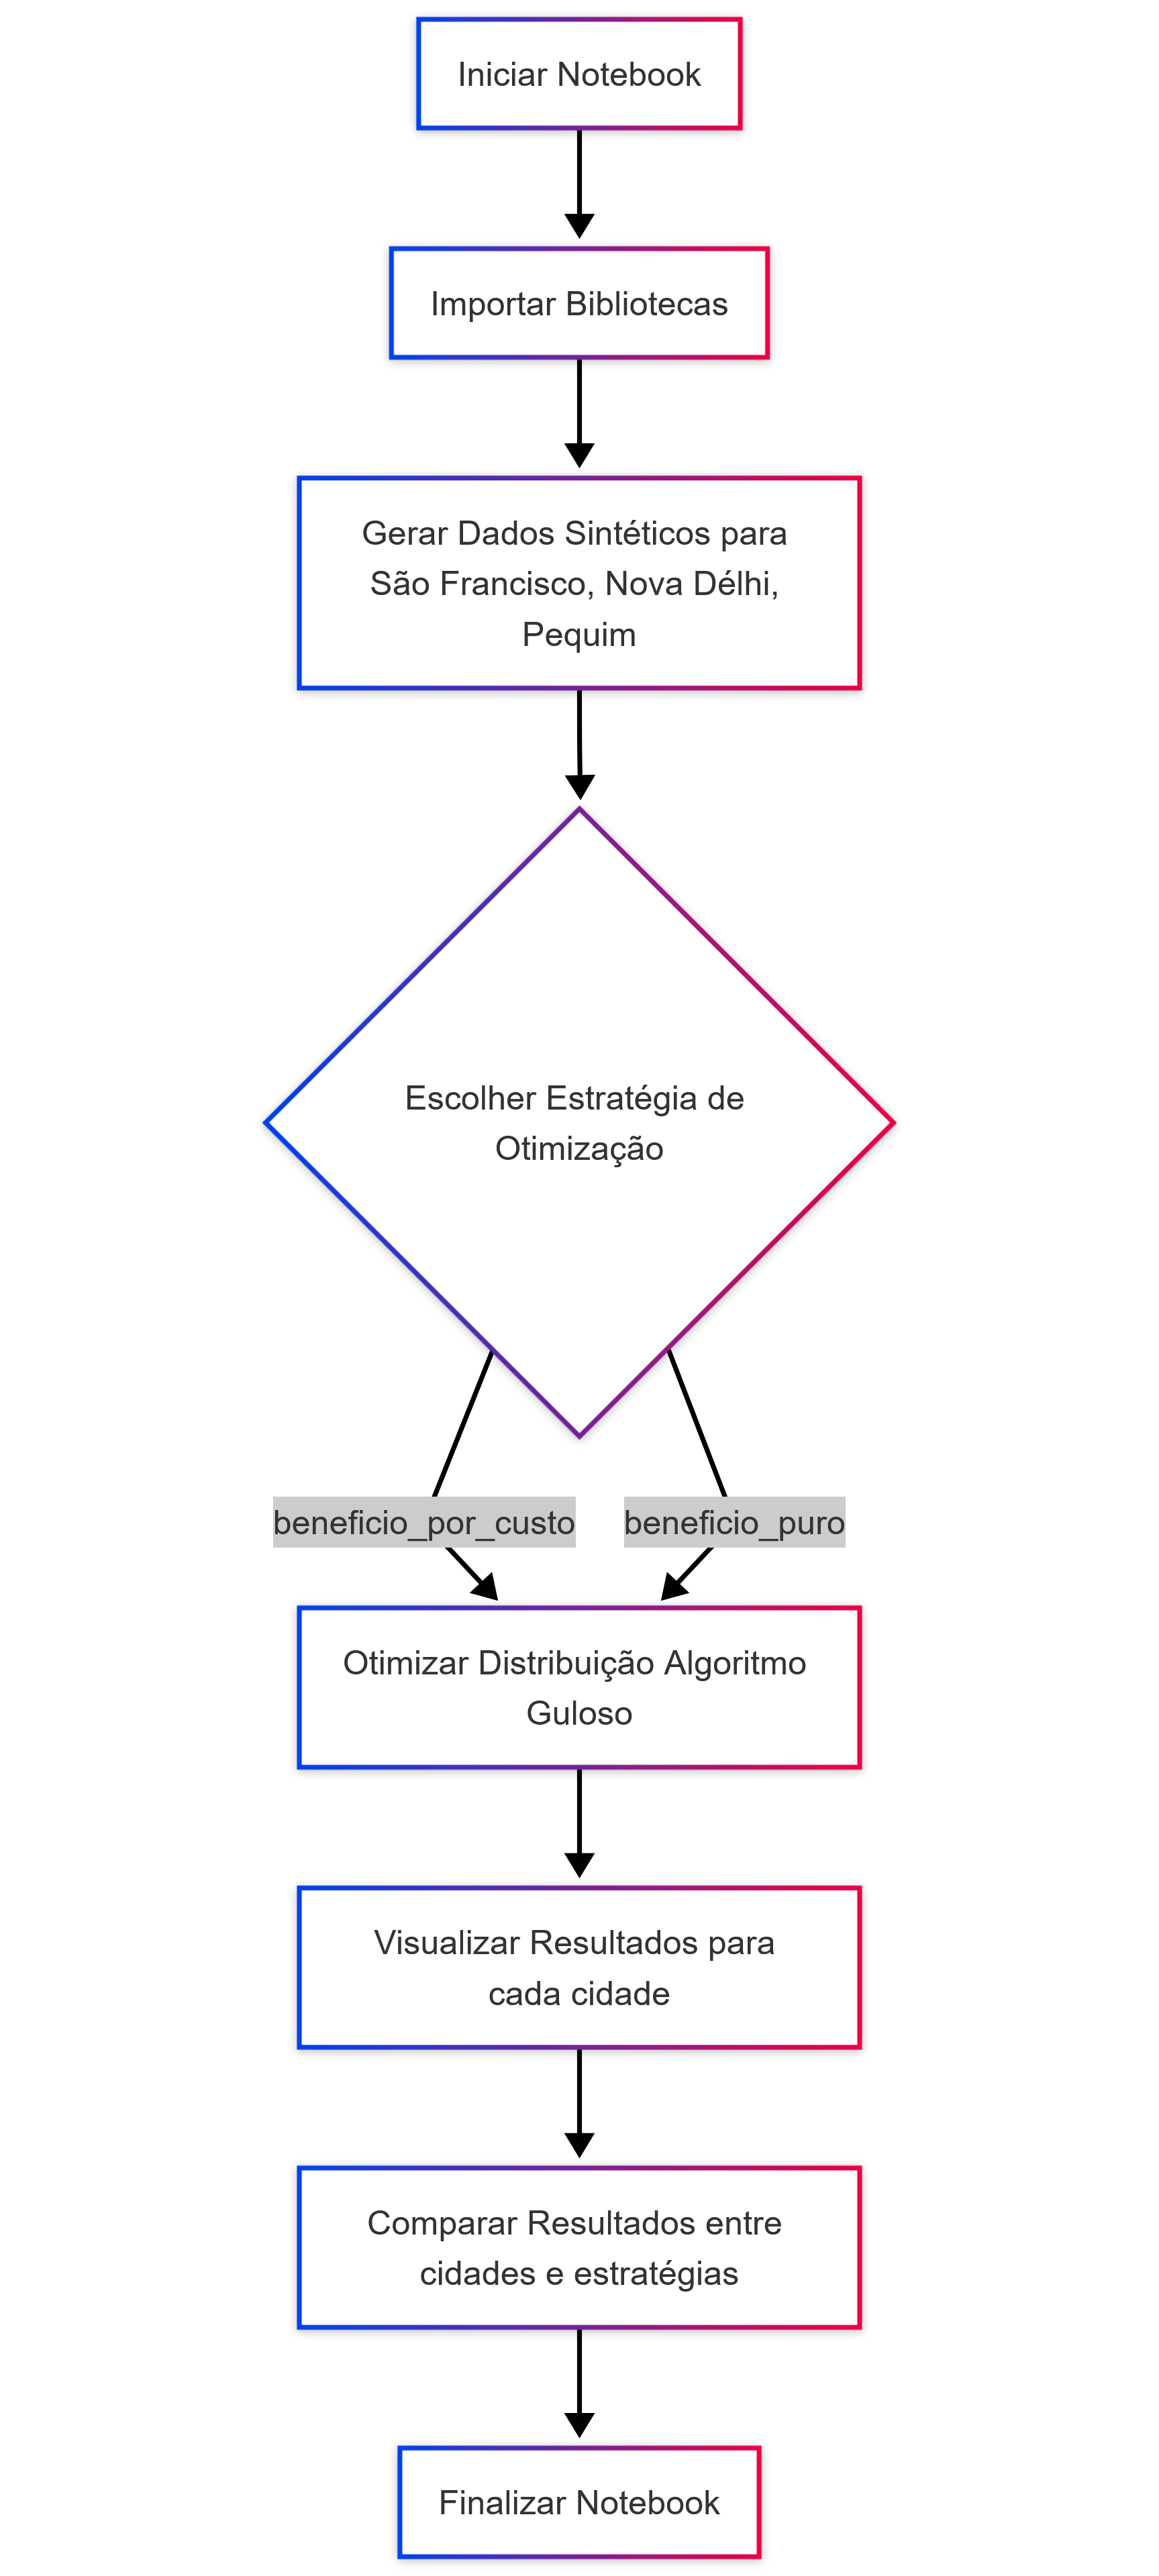 Iniciar Notebook
Importar Bibliotecas
Gerar Dados Sintéticos para
São Francisco, Nova Délhi,
Pequim
Escolher Estratégia de
Otimização
beneficio_por_custo
beneficio_puro
Otimizar Distribuição Algoritmo
Guloso
Visualizar Resultados para
cada cidade
Comparar Resultados entre
cidades e estratégias
Finalizar Notebook